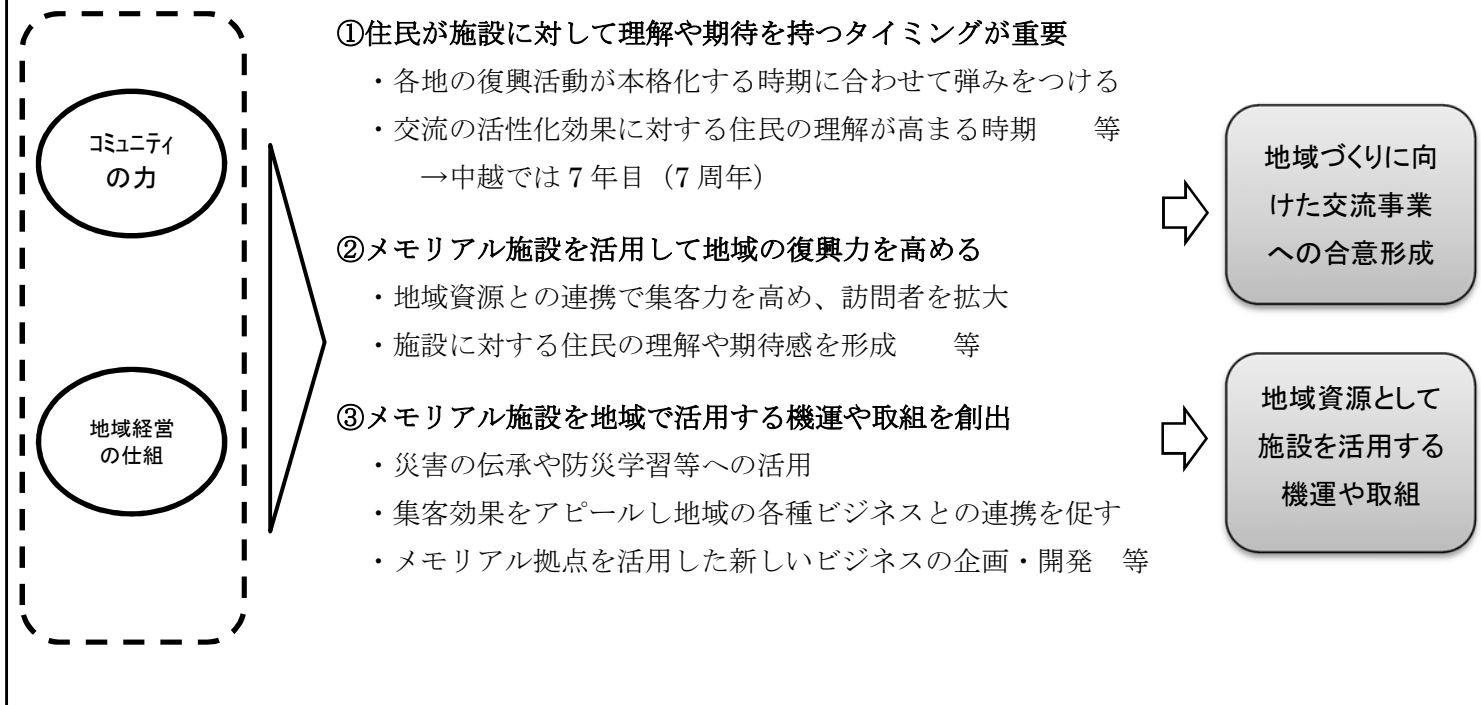 コミュニティ
の力
地域経営
の仕組
①住民が施設に対して理解や期待を持つタイミングが重要
・各地の復興活動が本格化する時期に合わせて弾みをつける
・交流の活性化効果に対する住民の理解が高まる時期　　等
→中越では 7 年目（7 周年）
②メモリアル施設を活用して地域の復興力を高める
・地域資源との連携で集客力を高め、訪問者を拡大
・施設に対する住民の理解や期待感を形成　　等
③メモリアル施設を地域で活用する機運や取組を創出
・災害の伝承や防災学習等への活用
・集客効果をアピールし地域の各種ビジネスとの連携を促す
・メモリアル拠点を活用した新しいビジネスの企画・開発　等
地域づくりに向
けた交流事業
への合意形成
地域資源として
施設を活用する
機運や取組